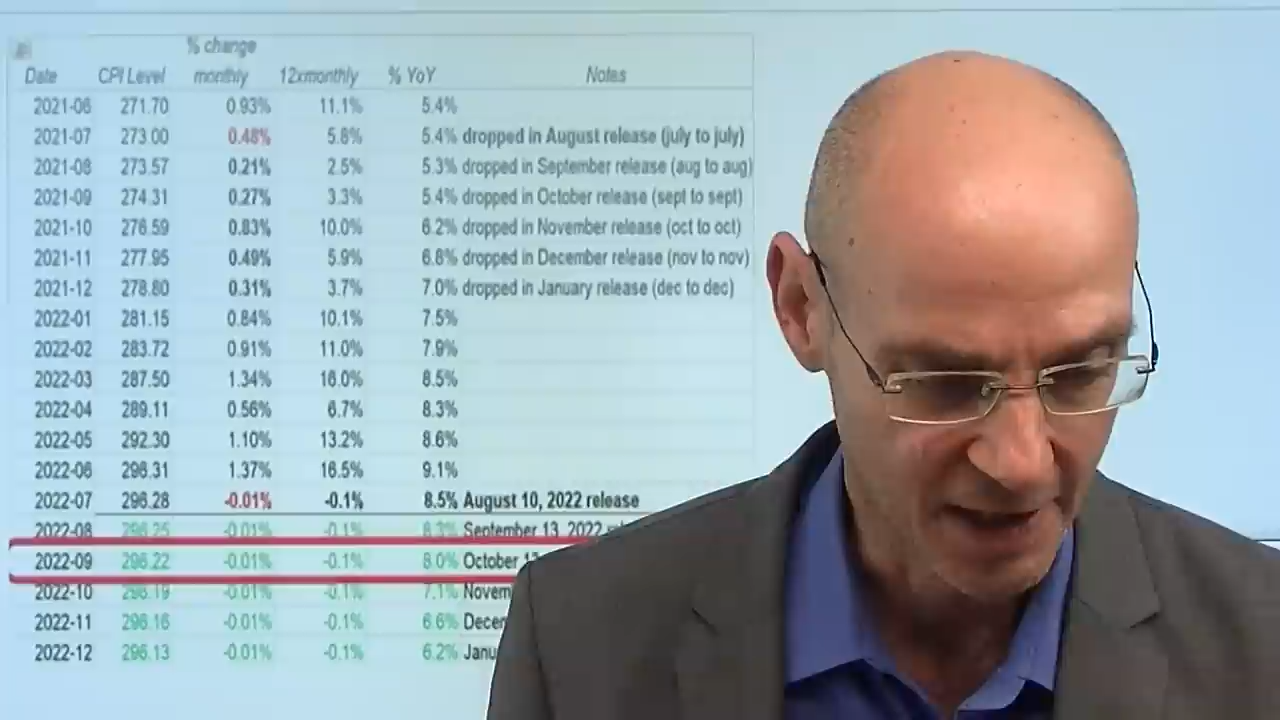 % change
Date CPI Level monthly 12xmonthly % YoY Notes
2021-06 271.70 0.93% 11.1% 5.4%
2021-07 273.00 0.48% 5.8% 5.4% dropped in August release (july to july)
2021-08 273.57 0.21% 2.5% 5.3% dropped in September release (aug to aug)
2021-09 274.31 0.27% 3.3% 5.4% dropped in October release (sept to sept)
2021-10 276.59 0.83% 10.0% 6.2% dropped in November release (oct to oct)
2021-11 277.95 0.49% 5.9% 6.8% dropped in December release (nov to nov)
2021-12 278.80 0.31% 3.7% 7.0% dropped in January release (dec to dec)
2022-01 281.15 0.84% 10.1% 7.5%
2022-02 283.72 0.91% 11.0% 7.9%
2022-03 287.50 1.34% 16.0% 8.5%
2022-04 289.11 0.56% 6.7% 8.3%
2022-05 292.30 1.10% 13.2% 8.6%
2022-06 296.31 1.37% 16.5% 9.1%
2022-07 296.28 -0.01% -0.1% 8.5% August 10, 2022 release
2022-08 296.25 -0.01% -0.1% 8.3% September 13, 2022
2022-09 296.22 -0.01% -0.1% 8.0% October
2022-10 296.19 -0.01% -0.1% 7.1% Novem
2022-11 296.16 -0.01% -0.1% 6.6% Decem
2022-12 296.13 -0.01% -0.1% 6.2% Janu